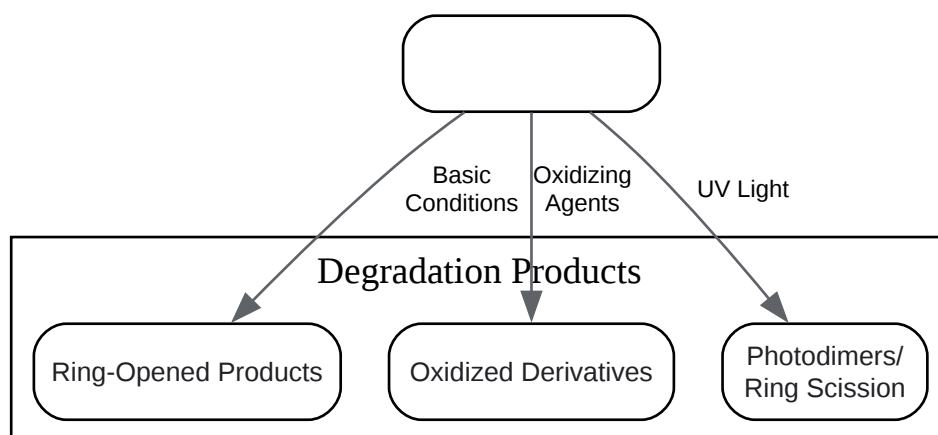 Basic
Conditions
Oxidizing
Agents
UV Light
Degradation Products
Ring-Opened Products
Oxidized Derivatives
Photodimers/
Ring Scission